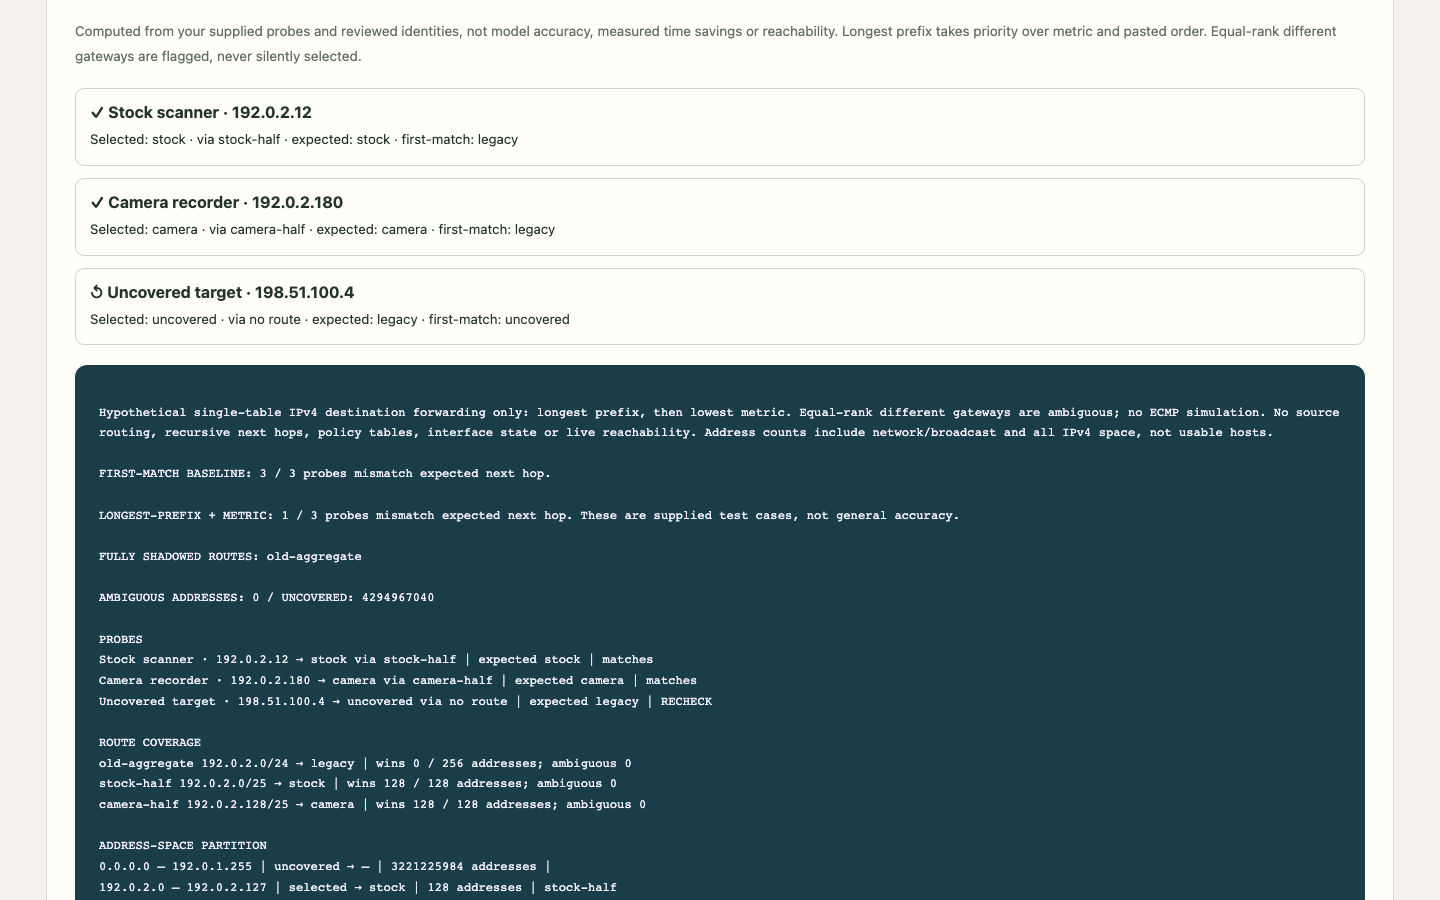 Computed from your supplied probes and reviewed identities, not model accuracy, measured time savings or reachability. Longest prefix takes priority over metric and pasted order. Equal-rank different
gateways are flagged, never silently selected.
✓ Stock scanner · 192.0.2.12
Selected: stock · via stock-half · expected: stock · first-match: legacy
✓ Camera recorder · 192.0.2.180
Selected: camera · via camera-half · expected: camera · first-match: legacy
↺ Uncovered target · 198.51.100.4
Selected: uncovered · via no route · expected: legacy · first-match: uncovered
Hypothetical single-table IPv4 destination forwarding only: longest prefix, then lowest metric. Equal-rank different gateways are ambiguous; no ECMP simulation. No source
routing, recursive next hops, policy tables, interface state or live reachability. Address counts include network/broadcast and all IPv4 space, not usable hosts.
FIRST-MATCH BASELINE: 3 / 3 probes mismatch expected next hop.
LONGEST-PREFIX + METRIC: 1 / 3 probes mismatch expected next hop. These are supplied test cases, not general accuracy.
FULLY SHADOWED ROUTES: old-aggregate
AMBIGUOUS ADDRESSES: 0 / UNCOVERED: 4294967040
PROBES
Stock scanner · 192.0.2.12 → stock via stock-half | expected stock | matches
Camera recorder · 192.0.2.180 → camera via camera-half | expected camera | matches
Uncovered target · 198.51.100.4 → uncovered via no route | expected legacy | RECHECK
ROUTE COVERAGE
old-aggregate 192.0.2.0/24 → legacy | wins 0 / 256 addresses; ambiguous 0
stock-half 192.0.2.0/25 → stock | wins 128 / 128 addresses; ambiguous 0
camera-half 192.0.2.128/25 → camera | wins 128 / 128 addresses; ambiguous 0
ADDRESS-SPACE PARTITION
0.0.0.0 – 192.0.1.255 | uncovered → – | 3221225984 addresses |
192.0.2.0 – 192.0.2.127 | selected → stock | 128 addresses | stock-half